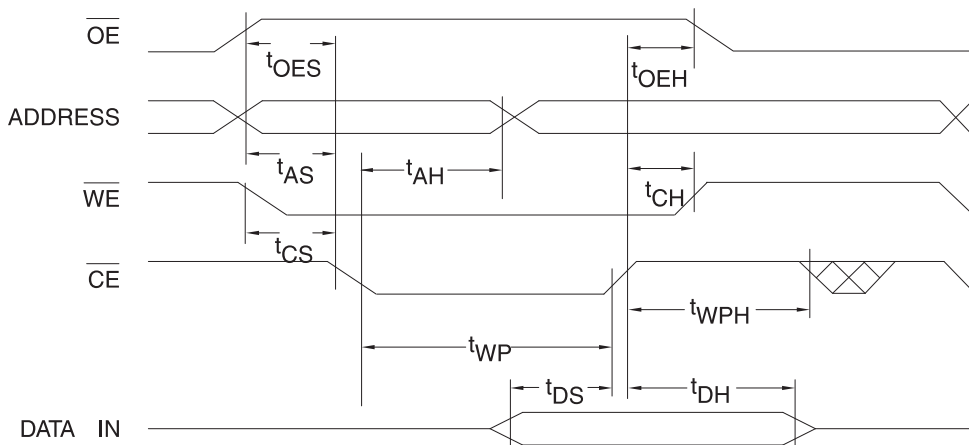 OE
tOES
tOEH
ADDRESS
tAS
tAH
WE
tCH
tCS
CE
tWPH
tWP
tDS
tDH
DATA IN